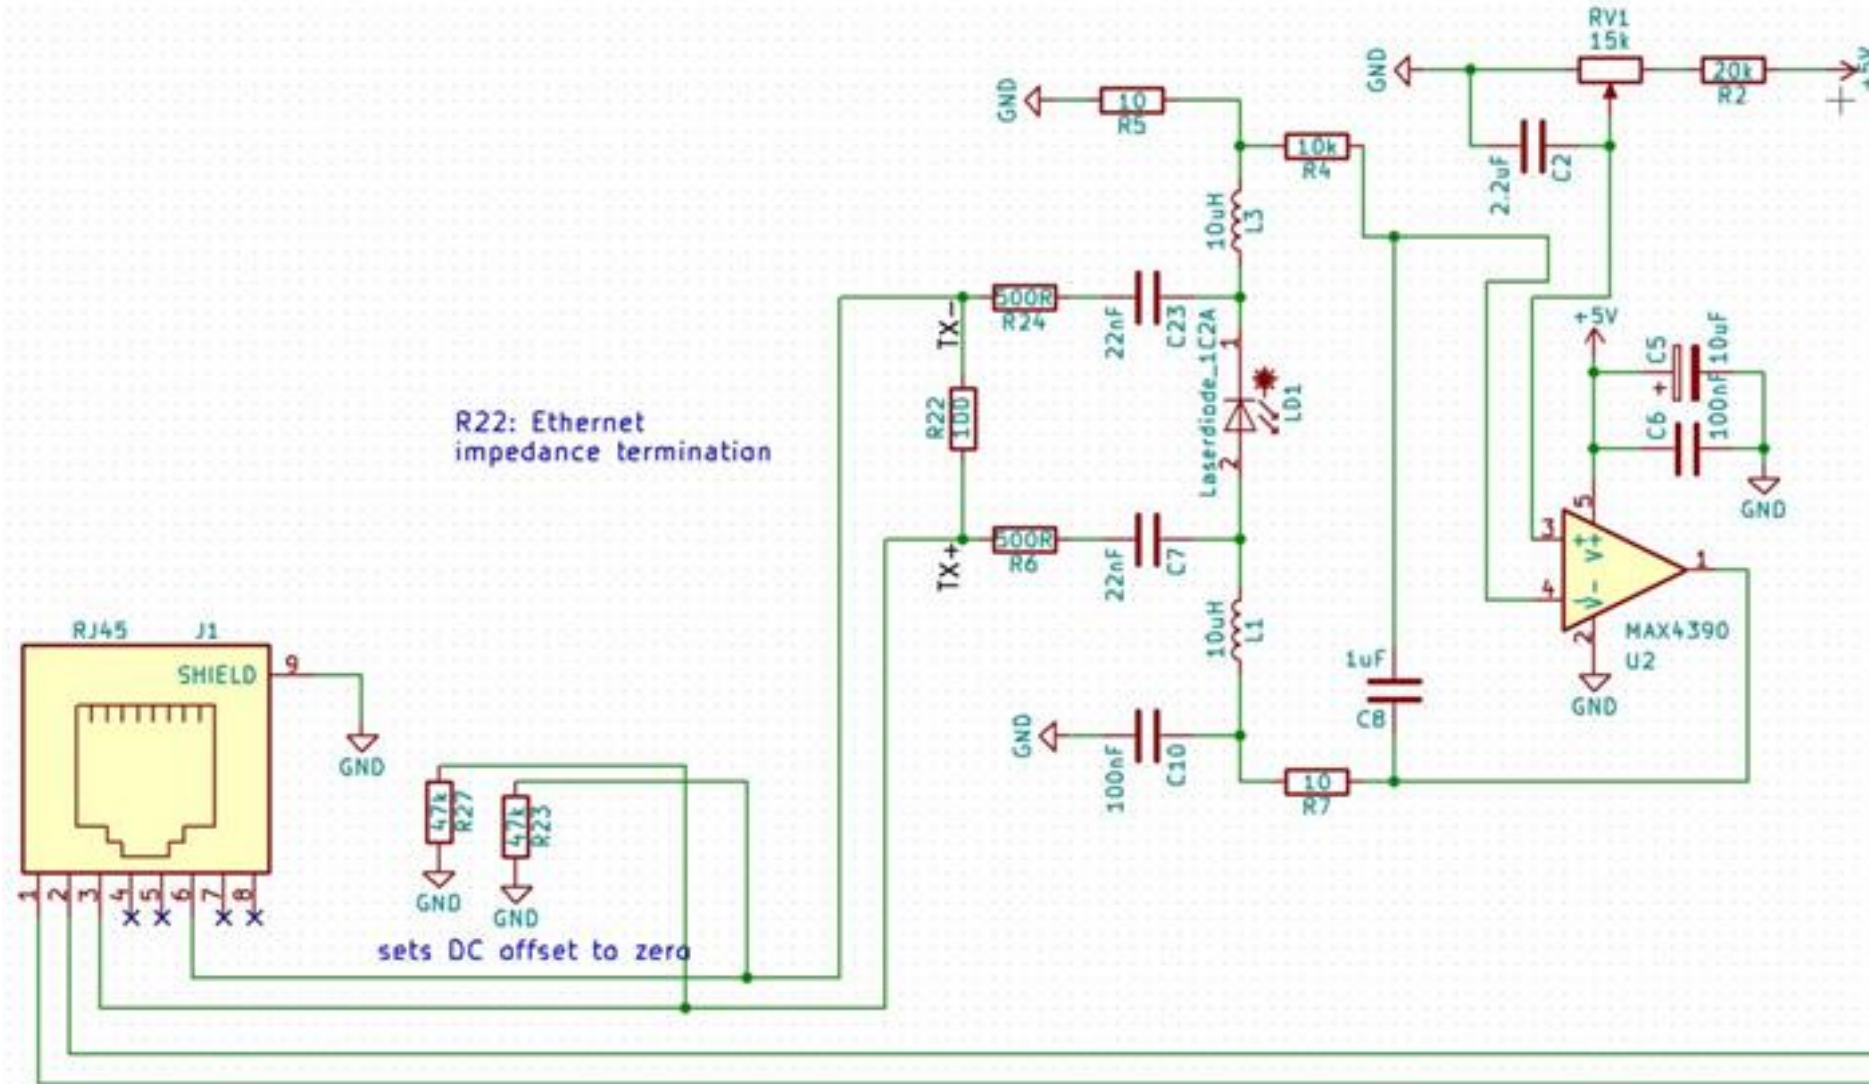 RV1
15k
GND
20k
R2
+5V
GND
10
R5
10k
R4
2.2uF
C2
10uH
L3
TX-
500R
R24
22nF
C23
Laserdiode_1C2A
1
2
LD1
+5V
C5
10uF
+
C6
100nF
GND
R22: Ethernet
impedance termination
R22
100
TX+
500R
R6
22nF
C7
10uH
L1
3
4
5
+
V+
-
V-
2
1
MAX4390
U2
GND
1uF
C8
RJ45
J1
SHIELD
9
GND
GND
100nF
C10
10
R7
47k
R27
47k
R23
GND
GND
1
2
3
4
5
6
7
8
sets DC offset to zero